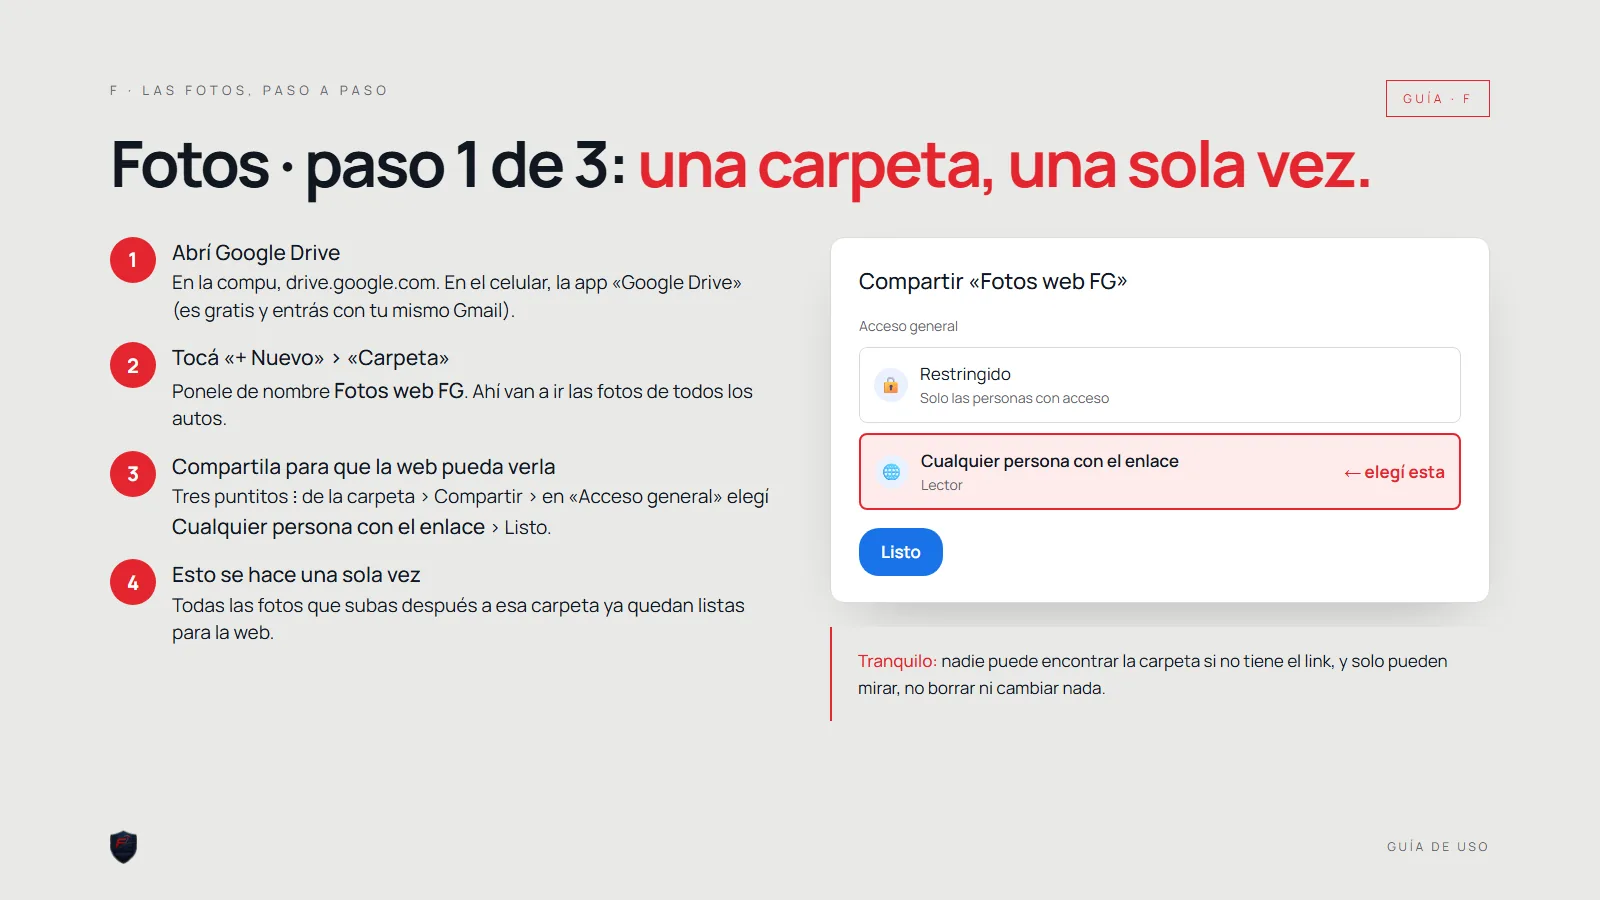 F · LAS FOTOS, PASO A PASO
GUÍA · F
Fotos · paso 1 de 3: una carpeta, una sola vez.
1
Abrí Google Drive
En la compu, drive.google.com. En el celular, la app «Google Drive»
(es gratis y entrás con tu mismo Gmail).
2
Tocá «+ Nuevo» › «Carpeta»
Ponele de nombre Fotos web FG. Ahí van a ir las fotos de todos los
autos.
3
Compartila para que la web pueda verla
Tres puntitos ⋮ de la carpeta › Compartir › en «Acceso general» elegí
Cualquier persona con el enlace › Listo.
4
Esto se hace una sola vez
Todas las fotos que subas después a esa carpeta ya quedan listas
para la web.
Compartir «Fotos web FG»
Acceso general
Restringido
Solo las personas con acceso
Cualquier persona con el enlace
Lector
← elegí esta
Listo
Tranquilo: nadie puede encontrar la carpeta si no tiene el link, y solo pueden
mirar, no borrar ni cambiar nada.
GUÍA DE USO